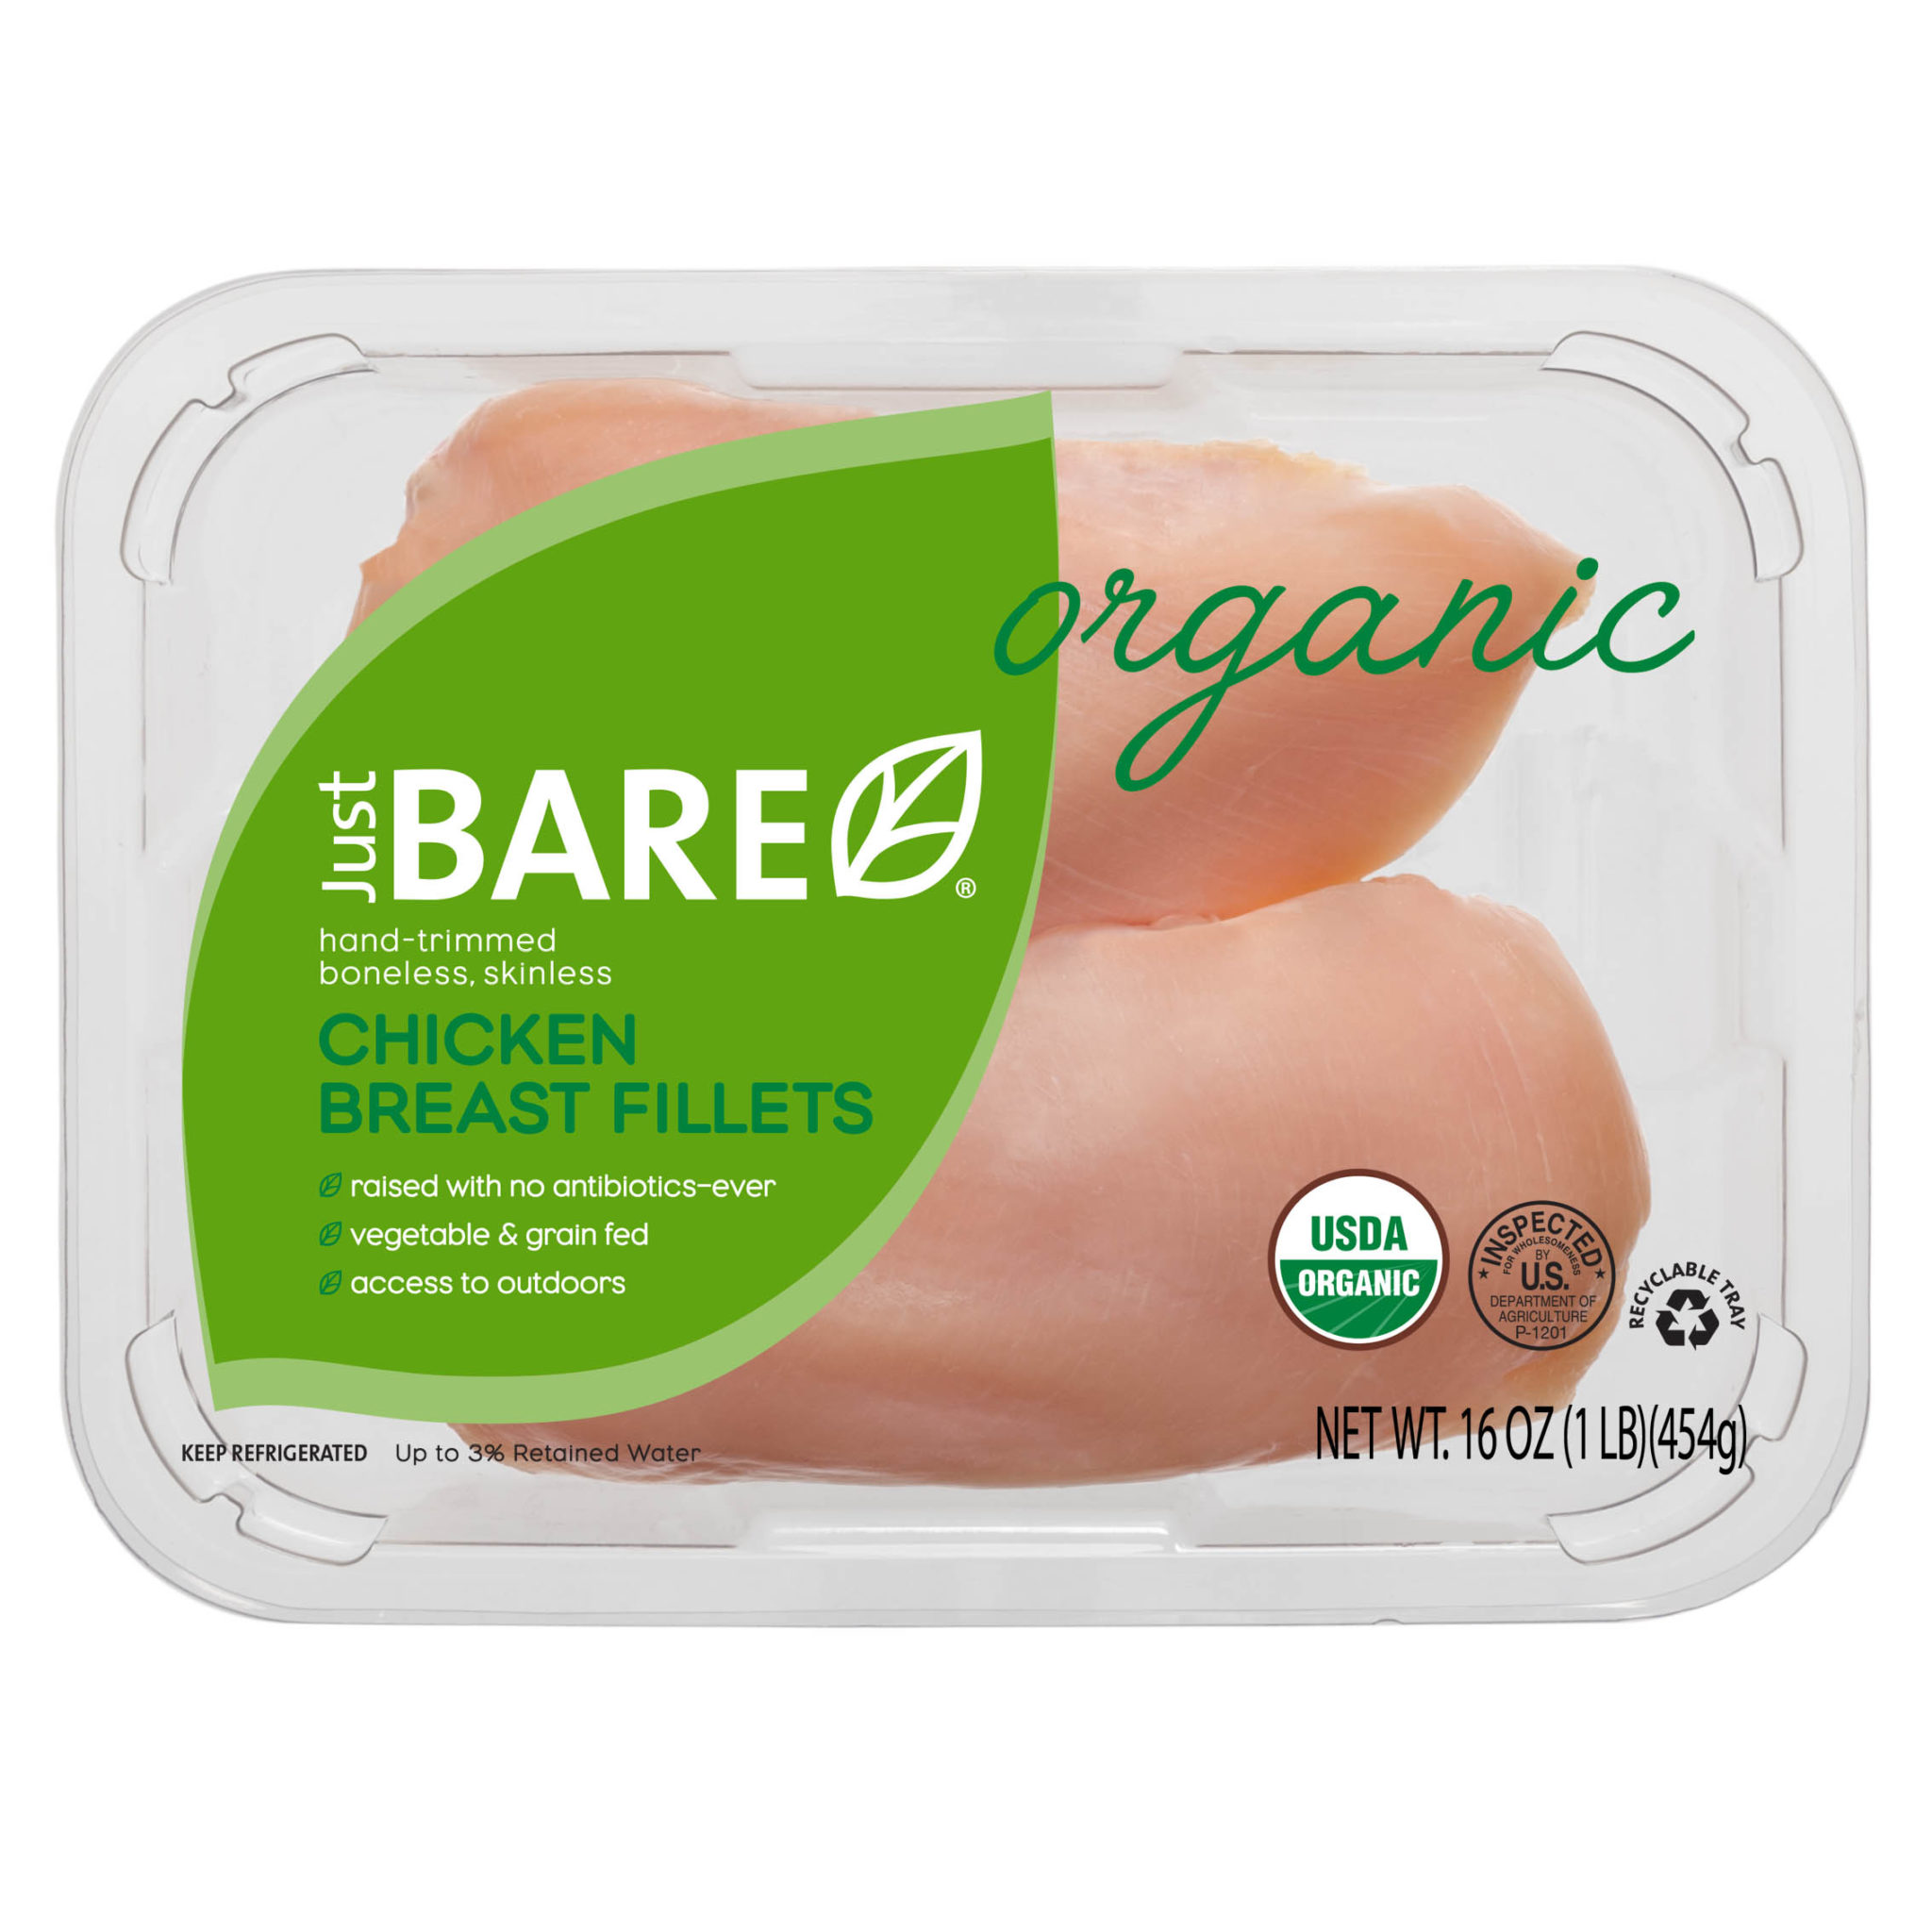 organic
Just BARE ®
hand-trimmed
boneless, skinless
CHICKEN
BREAST FILLETS
raised with no antibiotics-ever
vegetable & grain fed
access to outdoors
USDA
ORGANIC
INSPECTED
FOR WHOLESOMENESS
BY
U.S.
DEPARTMENT OF
AGRICULTURE
P-1201
RECYCLABLE TRAY
KEEP REFRIGERATED Up to 3% Retained Water
NET WT. 16 OZ (1 LB)(454g)